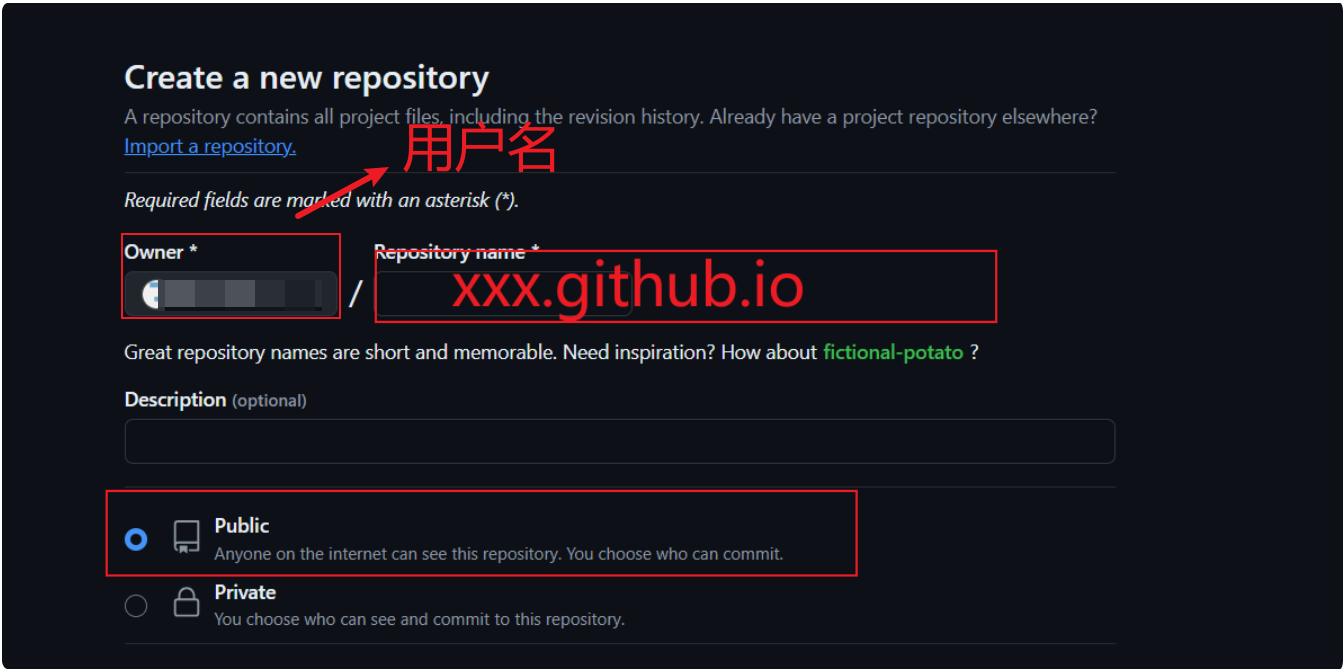 Create a new repository
A repository contains all project files, including the revision history. Already have a project repository elsewhere?
Import a repository.
用户名
Required fields are marked with an asterisk (*).
Owner *
Repository name *
/
xxx.github.io
Great repository names are short and memorable. Need inspiration? How about fictional-potato ?
Description (optional)
Public
Anyone on the internet can see this repository. You choose who can commit.
Private
You choose who can see and commit to this repository.